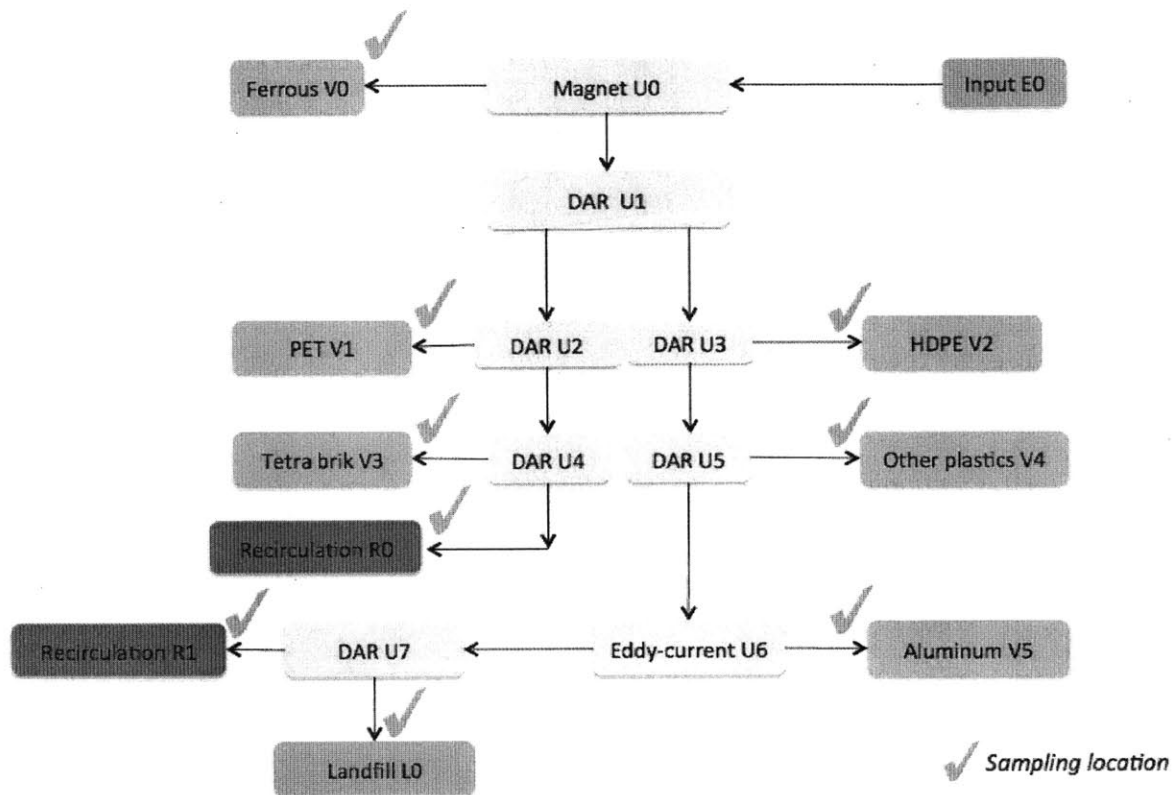 Ferrous V0
Magnet U0
Input E0
DAR U1
PET V1
DAR U2
DAR U3
HDPE V2
Tetra brik V3
DAR U4
DAR U5
Other plastics V4
Recirculation R0
Recirculation R1
DAR U7
Eddy-current U6
Aluminum V5
Landfill L0
Sampling location